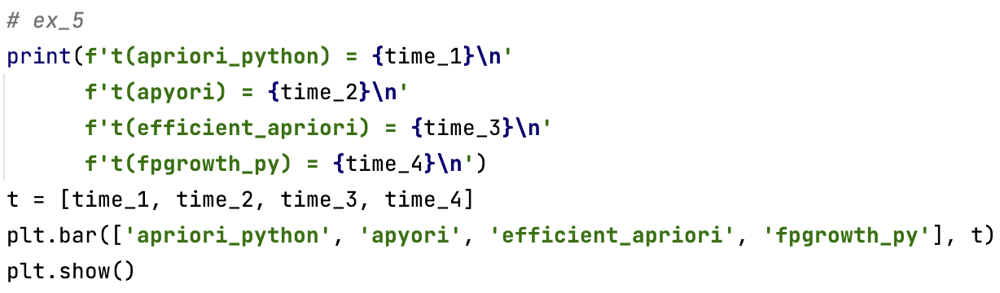 # ex_5
print(f't(apriori_python) = {time_1}\n'
      f't(apyori) = {time_2}\n'
      f't(efficient_apriori) = {time_3}\n'
      f't(fpgrowth_py) = {time_4}\n')
t = [time_1, time_2, time_3, time_4]
plt.bar(['apriori_python', 'apyori', 'efficient_apriori', 'fpgrowth_py'], t)
plt.show()